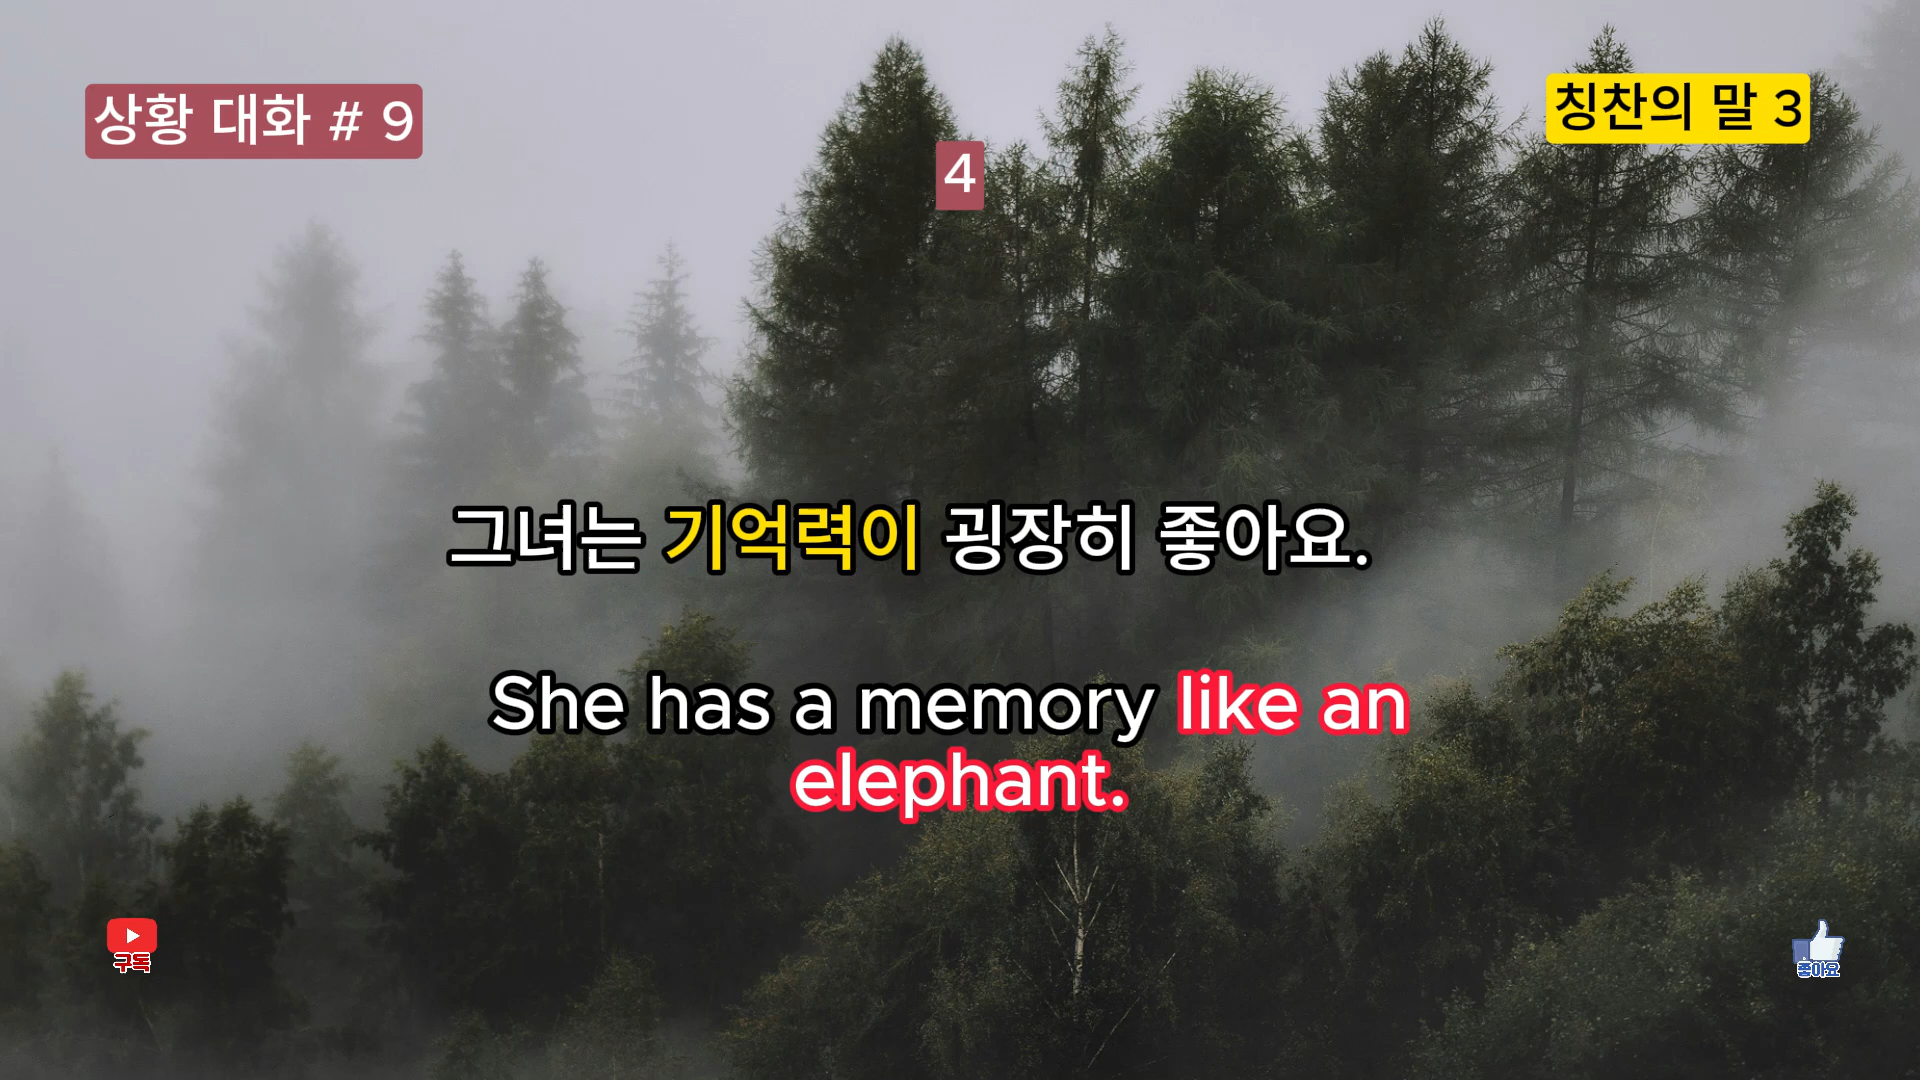 상황 대화 # 9
칭찬의 말 3
4
그녀는 기억력이 굉장히 좋아요.
She has a memory like an
elephant.
구독
좋아요